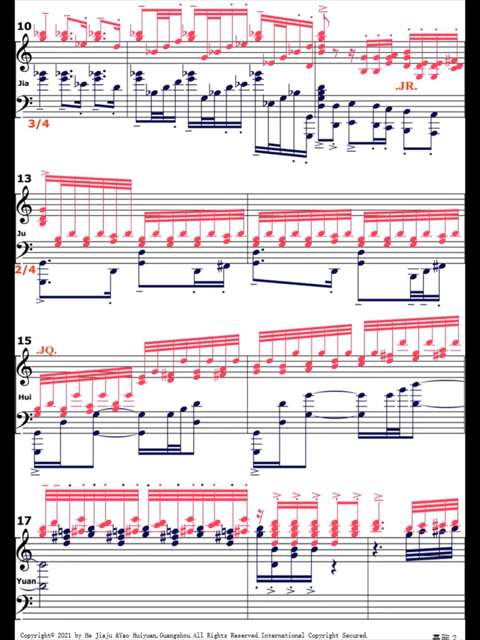 10
Jia
.JR.
3/4
13
Ju
2/4
15
.JQ.
Hui
17
Yuan
Copyright© 2021 by He Jiaju &Yao Huiyuan,Guangzhou.All Rights Reserved.International Copyright Secured.
2